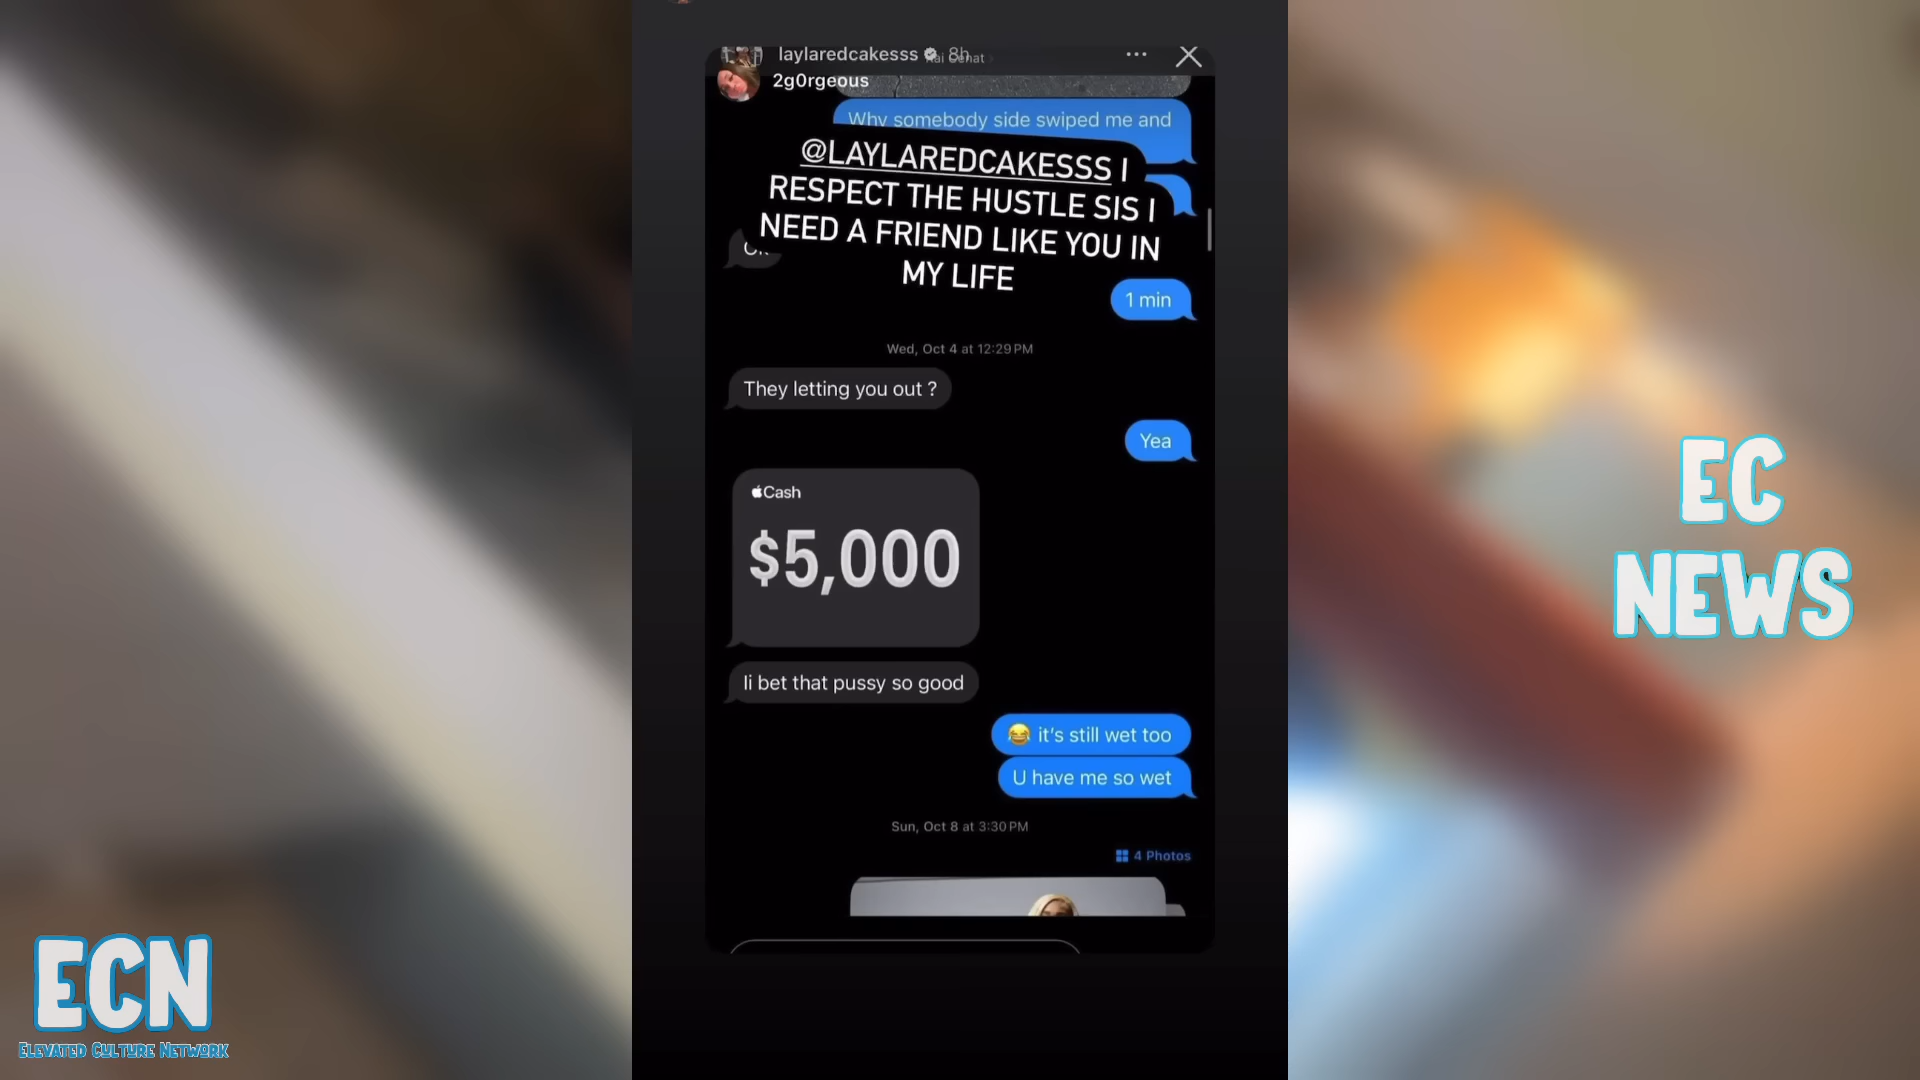 laylaredcakesss 8h
Kai Cenat
2g0rgeous
Why somebody side swiped me and
@LAYLAREDCAKESSS I
RESPECT THE HUSTLE SIS I
NEED A FRIEND LIKE YOU IN
MY LIFE
1 min
Wed, Oct 4 at 12:29 PM
They letting you out ?
Yea
Cash
$5,000
Ii bet that pussy so good
😂 it's still wet too
U have me so wet
Sun, Oct 8 at 3:30 PM
4 Photos
EC
NEWS
ECN
ELEVATED CULTURE NETWORK